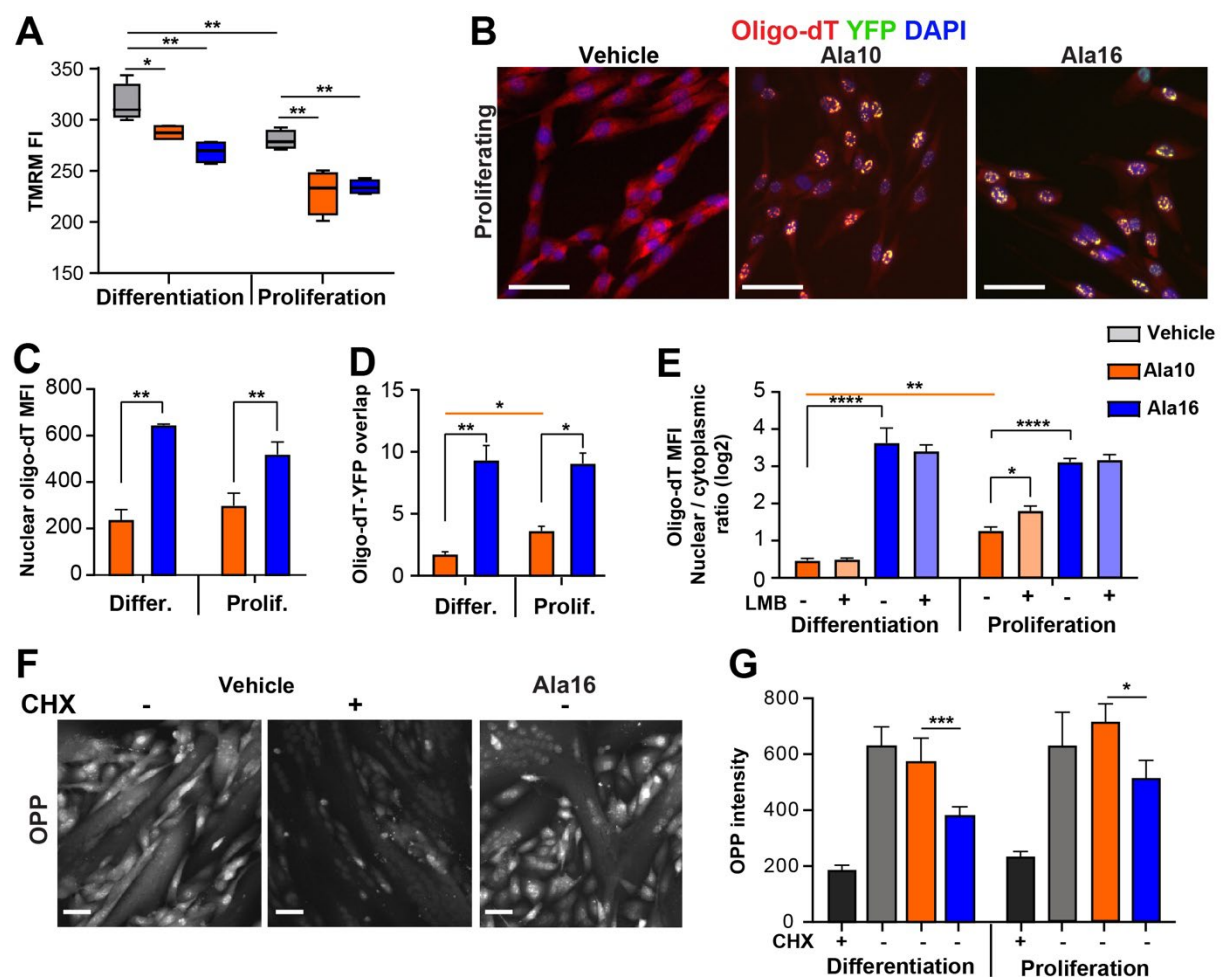 A
** 
**
*
**
**
350
300
250
200
150
TMRM FI
Differentiation Proliferation
B
Oligo-dT YFP DAPI
Vehicle Ala10 Ala16
Proliferating
Vehicle
Ala10
Ala16
C
800
600
400
200
0
Nuclear oligo-dT MFI
** **
Differ. Prolif.
D
15
10
5
0
Oligo-dT-YFP overlap
*
** *
Differ. Prolif.
E
5
4
3
2
1
0
Oligo-dT MFI
Nuclear / cytoplasmic
ratio (log2)
**
**** ****
*
LMB - + - + - + - +
Differentiation Proliferation
F
Vehicle Ala16
CHX - + -
OPP
G
800
600
400
200
0
OPP intensity
*** *
CHX + - - - + - - -
Differentiation Proliferation